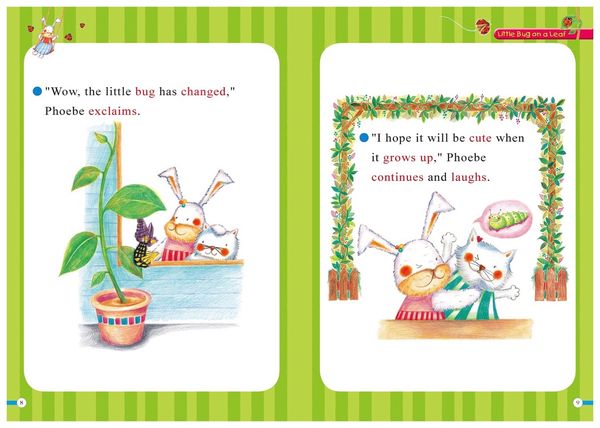 "Wow, the little bug has changed,"
Phoebe exclaims.
8
Little Bug on a Leaf
"I hope it will be cute when
it grows up," Phoebe
continues and laughs.
9